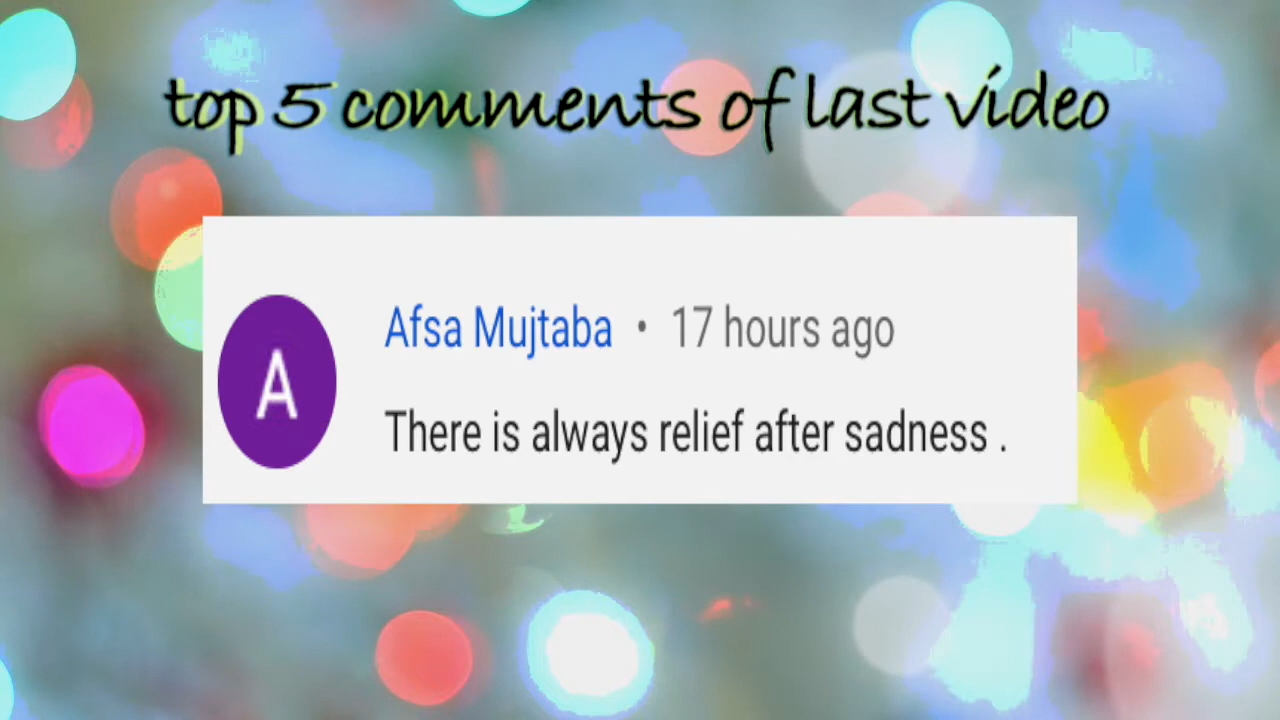 top 5 comments of last video
A
Afsa Mujtaba • 17 hours ago
There is always relief after sadness .